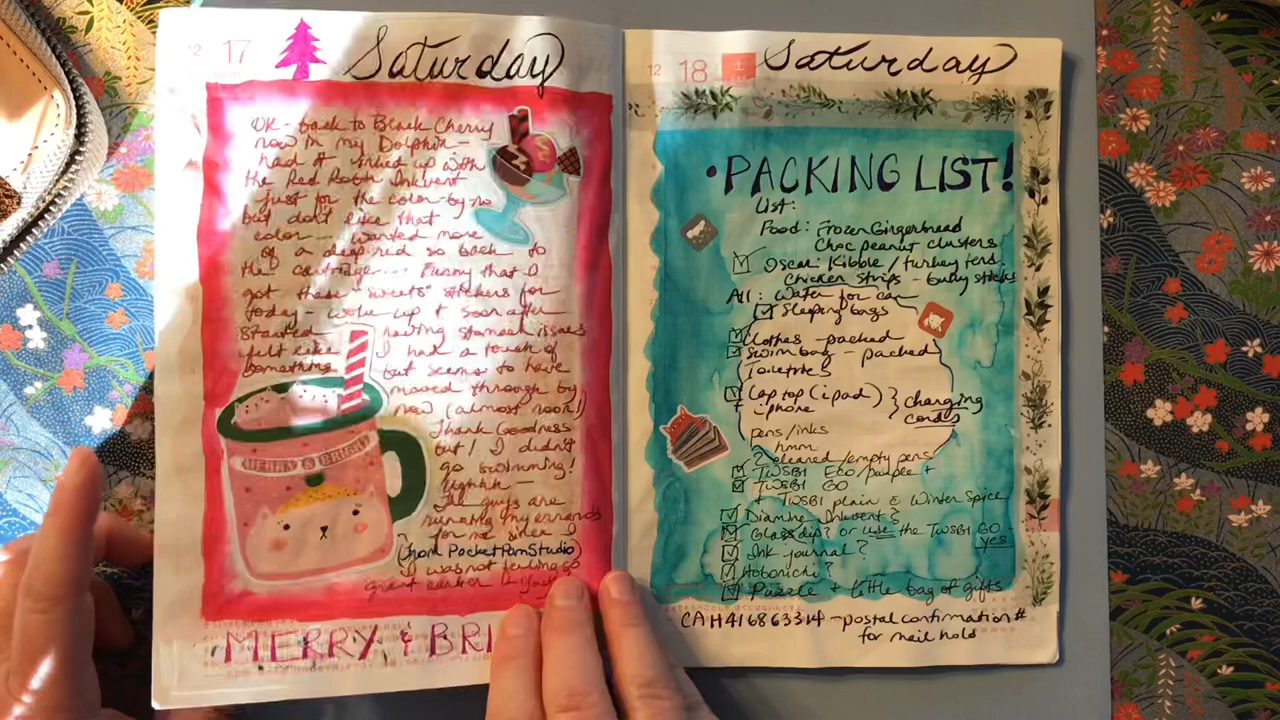 12 17
Saturday
OK - back to Black Cherry
now in my Dolphin -
had it inked up with
the Red Robin Inkvent
just for the color-by-no
but don't like that
color... wanted more
of a deep red so back to
the cartridge... Funny that I
got these "sweets" stickers for
today - woke up & soon after
started having stomach issues
felt like I had a touch of
something but seems to have
moved through by
now (almost noon!)
Thank Goodness
but I didn't
go swimming!
The guys are
running my errands
for me since
(from PocketPamStudio)
I was not feeling so
great earlier
MERRY & BRIGHT
MERRY & BRI
12 18 土
Saturday
• PACKING LIST!
List:
Food: Frozen Gingerbread
Choc peanut clusters
Oscar: Kibble / turkey tend.
Chicken strips - bully sticks
All: Water for car
Sleeping bags
Clothes - packed
Swim bag - packed
Toiletries
Laptop (ipad) } charging
+ iphone cords
pens/inks
hmm
? cleared/empty pens
TWSBI Eco/purple +
TWSBI GO
+ TWSBI plain & Winter Spice
Diamine Inkvent?
Glass dip? or use the TWSBI GO -
yes
Ink journal?
Hobonichi?
Puzzle + little bag of gifts
- CAH416863314 - postal confirmation #
for mail hold